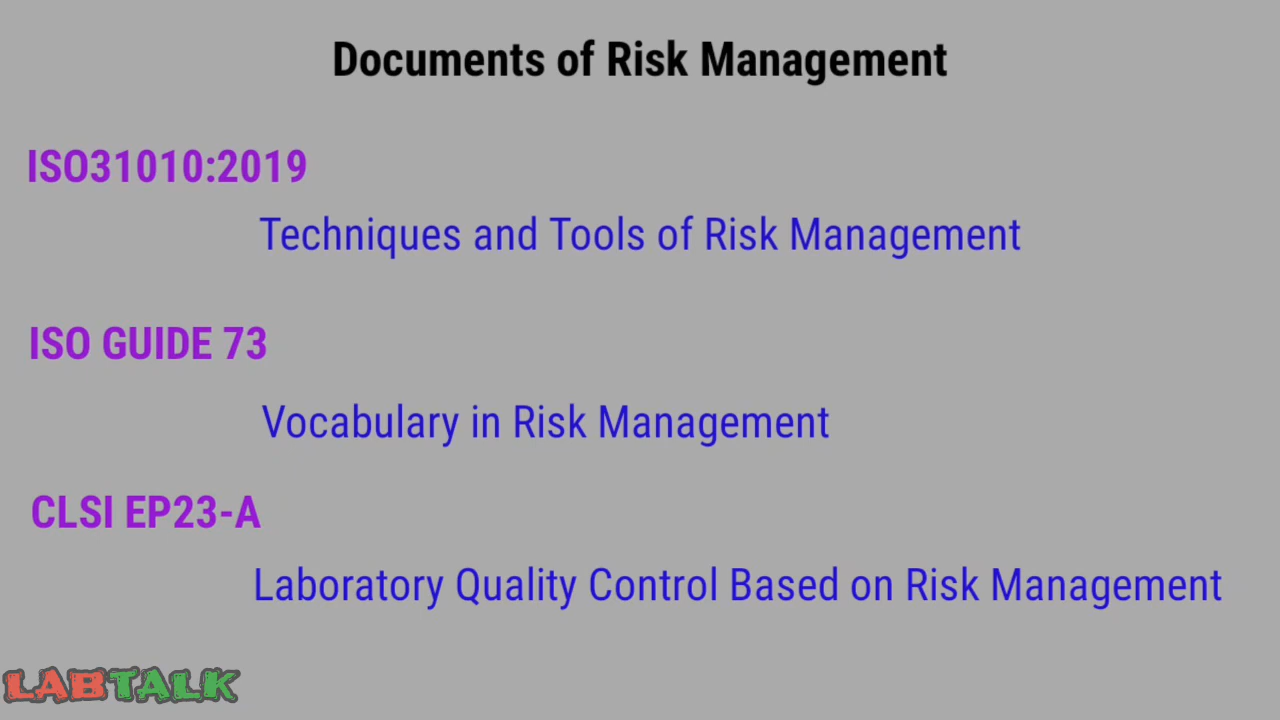 Documents of Risk Management
ISO31010:2019
Techniques and Tools of Risk Management
ISO GUIDE 73
Vocabulary in Risk Management
CLSI EP23-A
Laboratory Quality Control Based on Risk Management
LABTALK